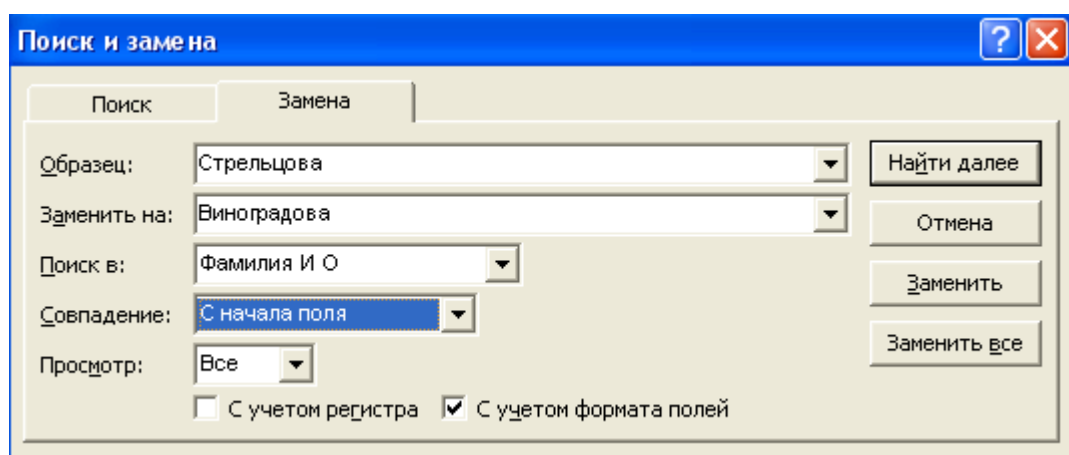 Поиск и замена
Поиск Замена
Образец: Стрельцова Найти далее
Заменить на: Виноградова Отмена
Поиск в: Фамилия И О Заменить
Совпадение: С начала поля Заменить все
Просмотр: Все
С учетом регистра С учетом формата полей